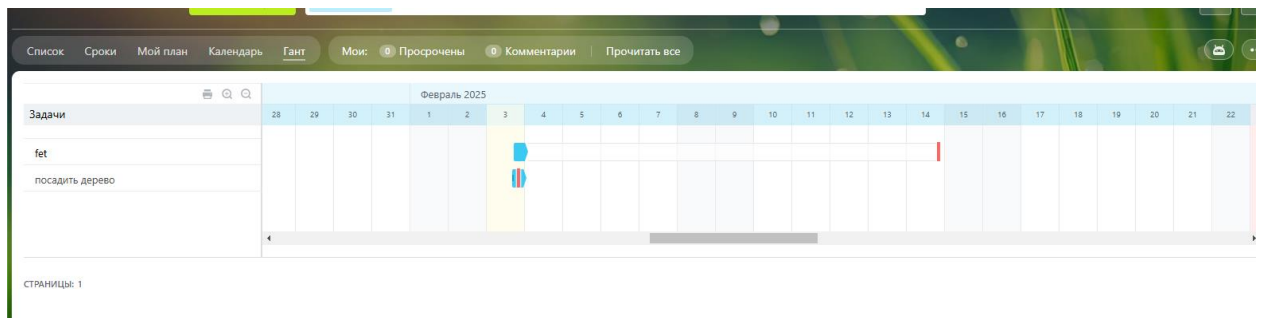 Список Сроки Мой план Календарь Гант Мои: 0 Просрочены 0 Комментарии Прочитать все
Февраль 2025
Задачи 28 29 30 31 1 2 3 4 5 6 7 8 9 10 11 12 13 14 15 16 17 18 19 20 21 22
fet
посадить дерево
СТРАНИЦЫ: 1